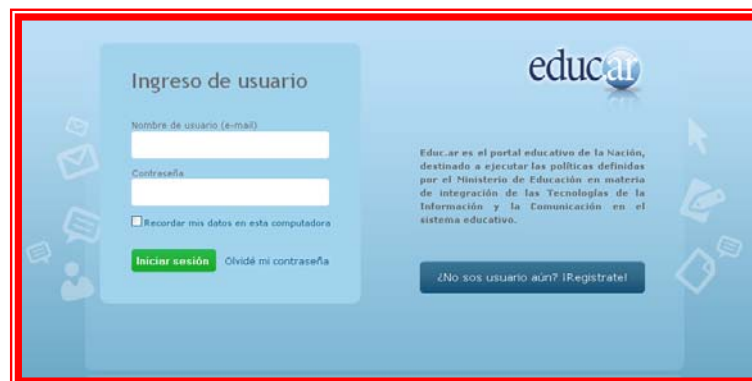 Ingreso de usuario
Nombre de usuario (e-mail)
Contraseña
Recordar mis datos en esta computadora
Iniciar sesión Olvidé mi contraseña
educ.ar
Educ.ar es el portal educativo de la Nación,
destinado a ejecutar las políticas definidas
por el Ministerio de Educación en materia
de integración de las Tecnologías de la
Información y la Comunicación en el
sistema educativo.
¿No sos usuario aún? ¡Registrate!